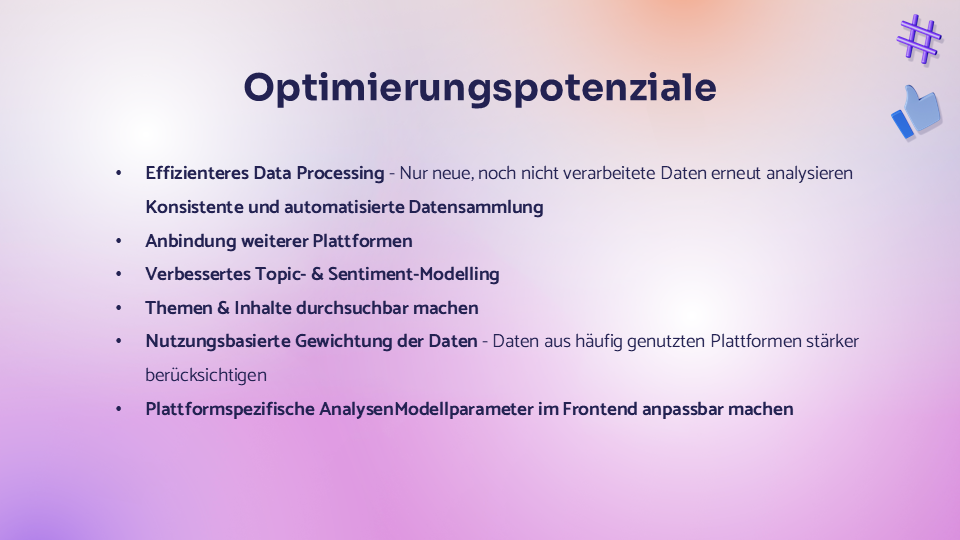 Optimierungspotenziale
• Effizienteres Data Processing - Nur neue, noch nicht verarbeitete Daten erneut analysieren
Konsistente und automatisierte Datensammlung
• Anbindung weiterer Plattformen
• Verbessertes Topic- & Sentiment-Modelling
• Themen & Inhalte durchsuchbar machen
• Nutzungsbasierte Gewichtung der Daten - Daten aus häufig genutzten Plattformen stärker
berücksichtigen
• Plattformspezifische AnalysenModellparameter im Frontend anpassbar machen